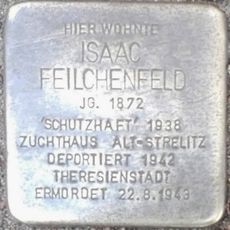 HIER WOHNTE
ISAAC
FEILCHENFELD
JG. 1872
'SCHUTZHAFT' 1938
ZUCHTHAUS ALT-STRELITZ
DEPORTIERT 1942
THERESIENSTADT
ERMORDET 22.8.1943